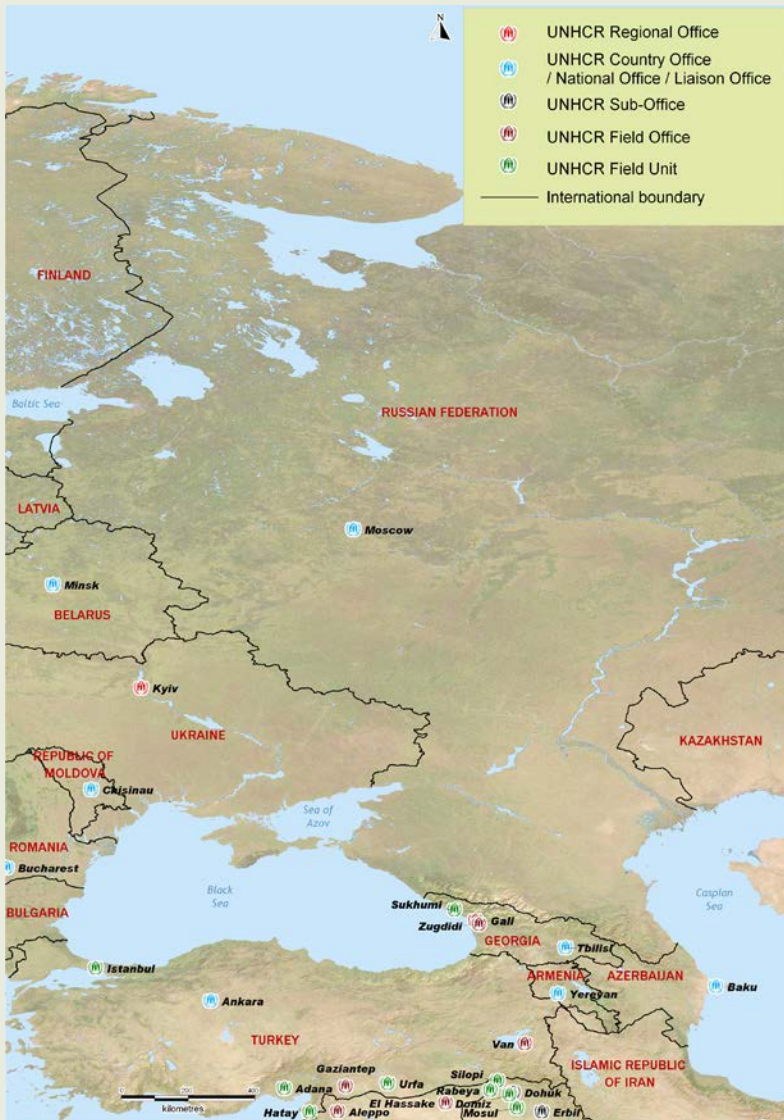 N
UNHCR Regional Office
UNHCR Country Office
/ National Office / Liaison Office
UNHCR Sub-Office
UNHCR Field Office
UNHCR Field Unit
International boundary
FINLAND
Baltic Sea
RUSSIAN FEDERATION
LATVIA
Moscow
Minsk
BELARUS
Kyiv
UKRAINE
KAZAKHSTAN
REPUBLIC OF
MOLDOVA
Chisinau
Sea of
Azov
ROMANIA
Bucharest
Black
Sea
Caspian
Sea
BULGARIA
Sukhumi
Gali
Zugdidi
GEORGIA
Tbilisi
Istanbul
ARMENIA
AZERBAIJAN
Ankara
Yerevan
Baku
TURKEY
Van
ISLAMIC REPUBLIC
OF IRAN
Gaziantep
Silopi
Adana
Urfa
Rabeya
Dohuk
El Hassake
Domiz
Hatay
Aleppo
Mosul
Erbil
0 200 400
kilometres